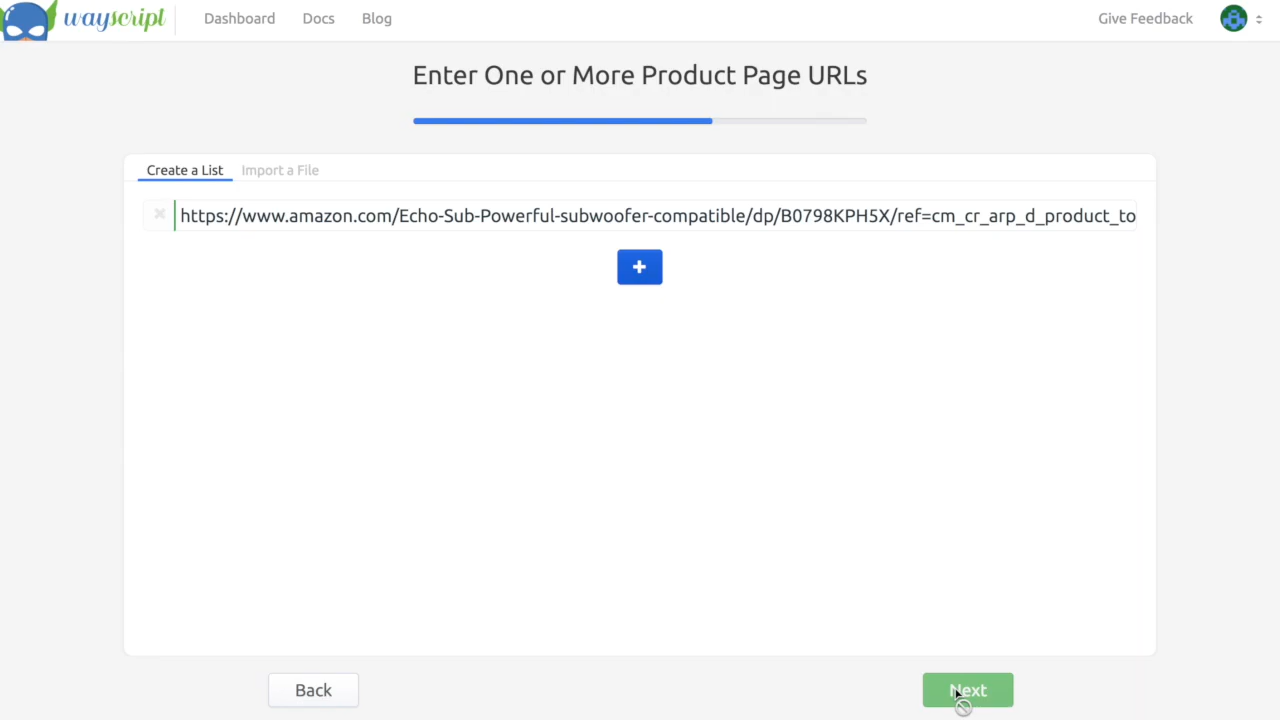 wayscript Dashboard Docs Blog Give Feedback
Enter One or More Product Page URLs
Create a List Import a File
https://www.amazon.com/Echo-Sub-Powerful-subwoofer-compatible/dp/B0798KPH5X/ref=cm_cr_arp_d_product_to
Back Next